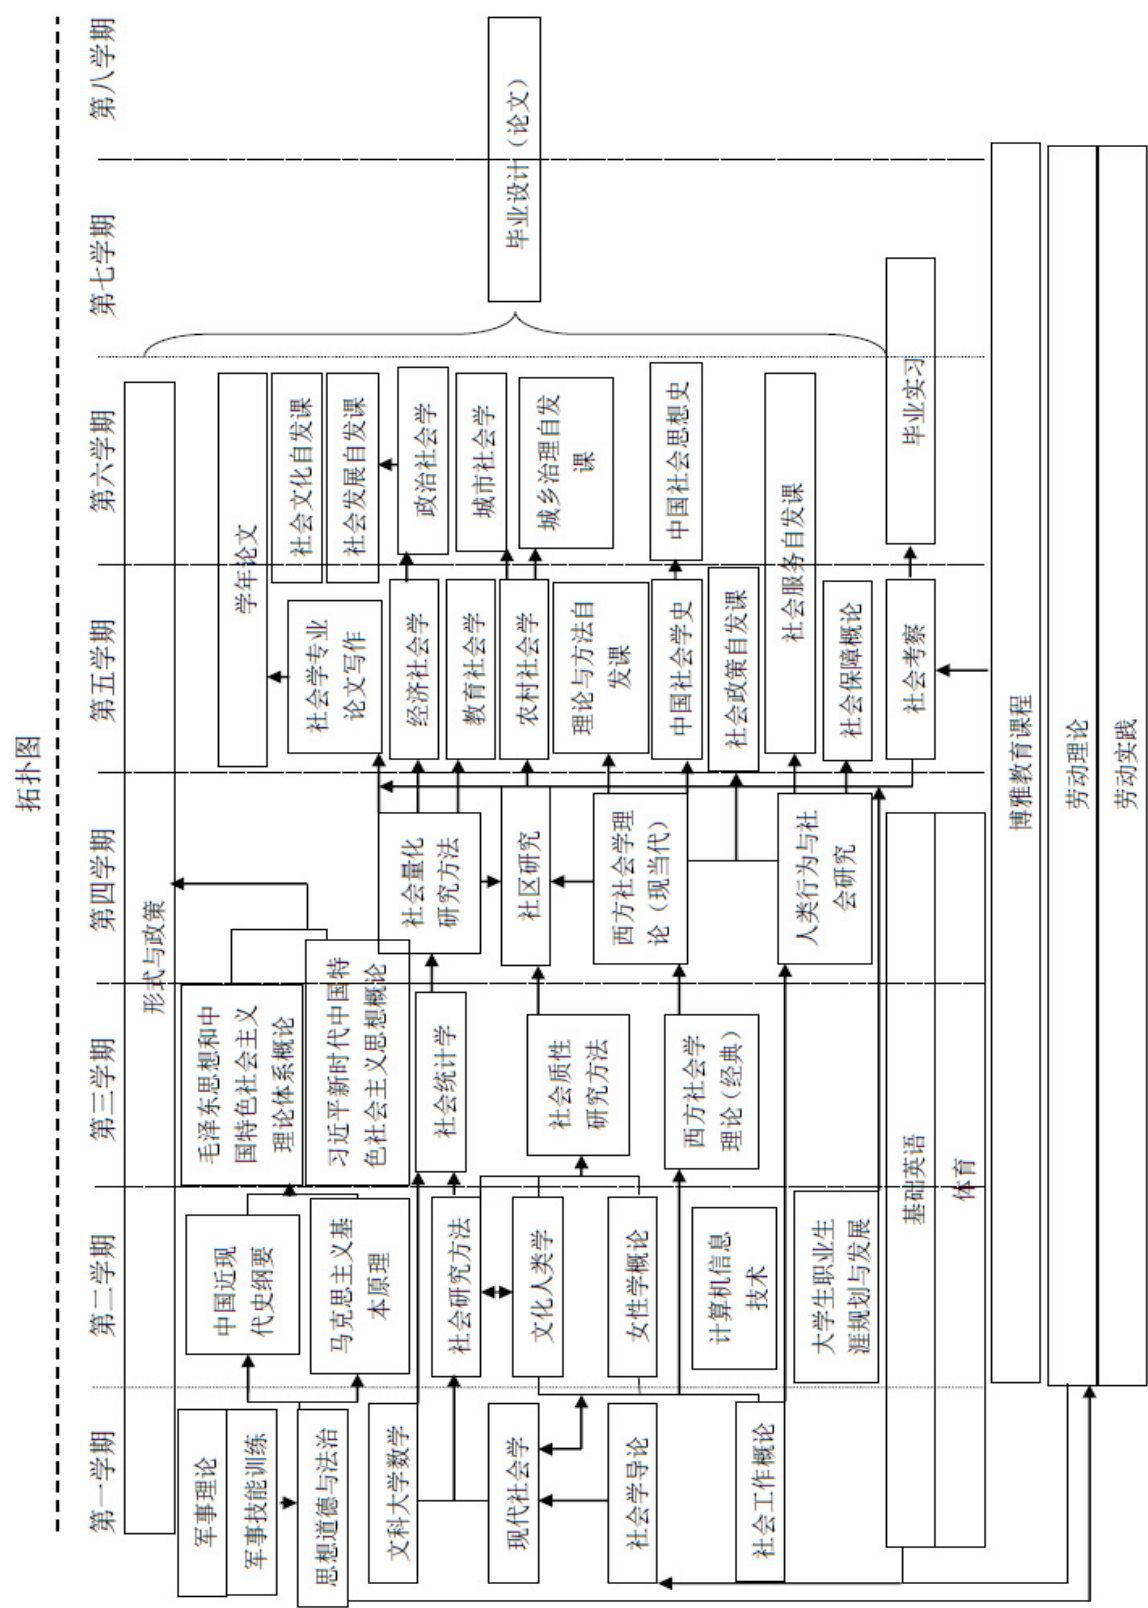 拓扑图
第一学期
第二学期
第三学期
第四学期
第五学期
第六学期
第七学期
第八学期
形式与政策
军事理论
军事技能训练
思想道德与法治
文科大学数学
现代社会学
社会学导论
社会工作概论
中国近现
代史纲要
马克思主义基
本原理
社会研究方法
文化人类学
女性学概论
计算机信息
技术
大学生职业生
涯规划与发展
毛泽东思想和中
国特色社会主义
理论体系概论
习近平新时代中国特
色社会主义思想概论
社会统计学
社会质性
研究方法
西方社会学
理论（经典）
社会量化
研究方法
社区研究
西方社会学理
论（现当代）
人类行为与社
会研究
学年论文
社会学专业
论文写作
经济社会学
教育社会学
农村社会学
理论与方法自
发课
中国社会学史
社会政策自发课
社会服务自发课
社会保障概论
社会考察
社会文化自发课
社会发展自发课
政治社会学
城市社会学
城乡治理自发
课
中国社会思想史
毕业实习
毕业设计（论文）
基础英语
体育
博雅教育课程
劳动理论
劳动实践